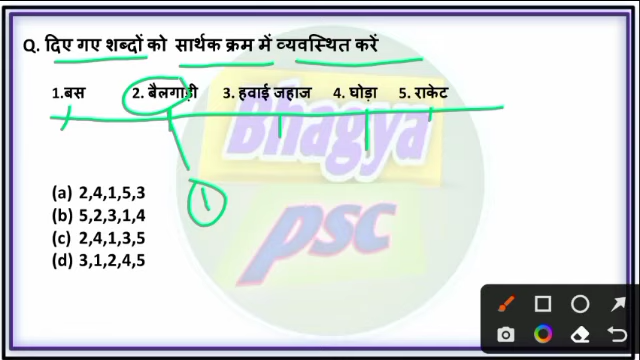 Q. दिए गए शब्दों को सार्थक क्रम में व्यवस्थित करें
1.बस 2. बैलगाड़ी 3. हवाई जहाज 4. घोड़ा 5. राकेट
1
Bhagya
PSC
(a) 2,4,1,5,3
(b) 5,2,3,1,4
(c) 2,4,1,3,5
(d) 3,1,2,4,5